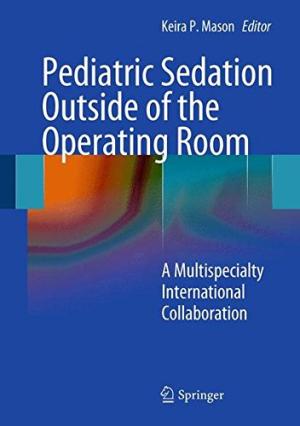 Keira P. Mason Editor
Pediatric Sedation
Outside of the
Operating Room
A Multispecialty
International
Collaboration
Springer